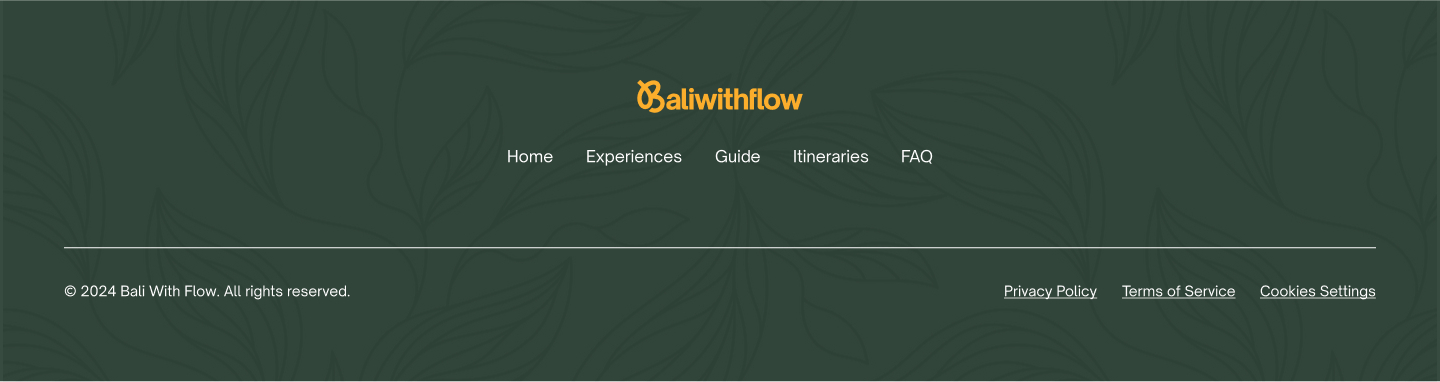 Baliwithflow
Home Experiences Guide Itineraries FAQ
© 2024 Bali With Flow. All rights reserved. Privacy Policy Terms of Service Cookies Settings